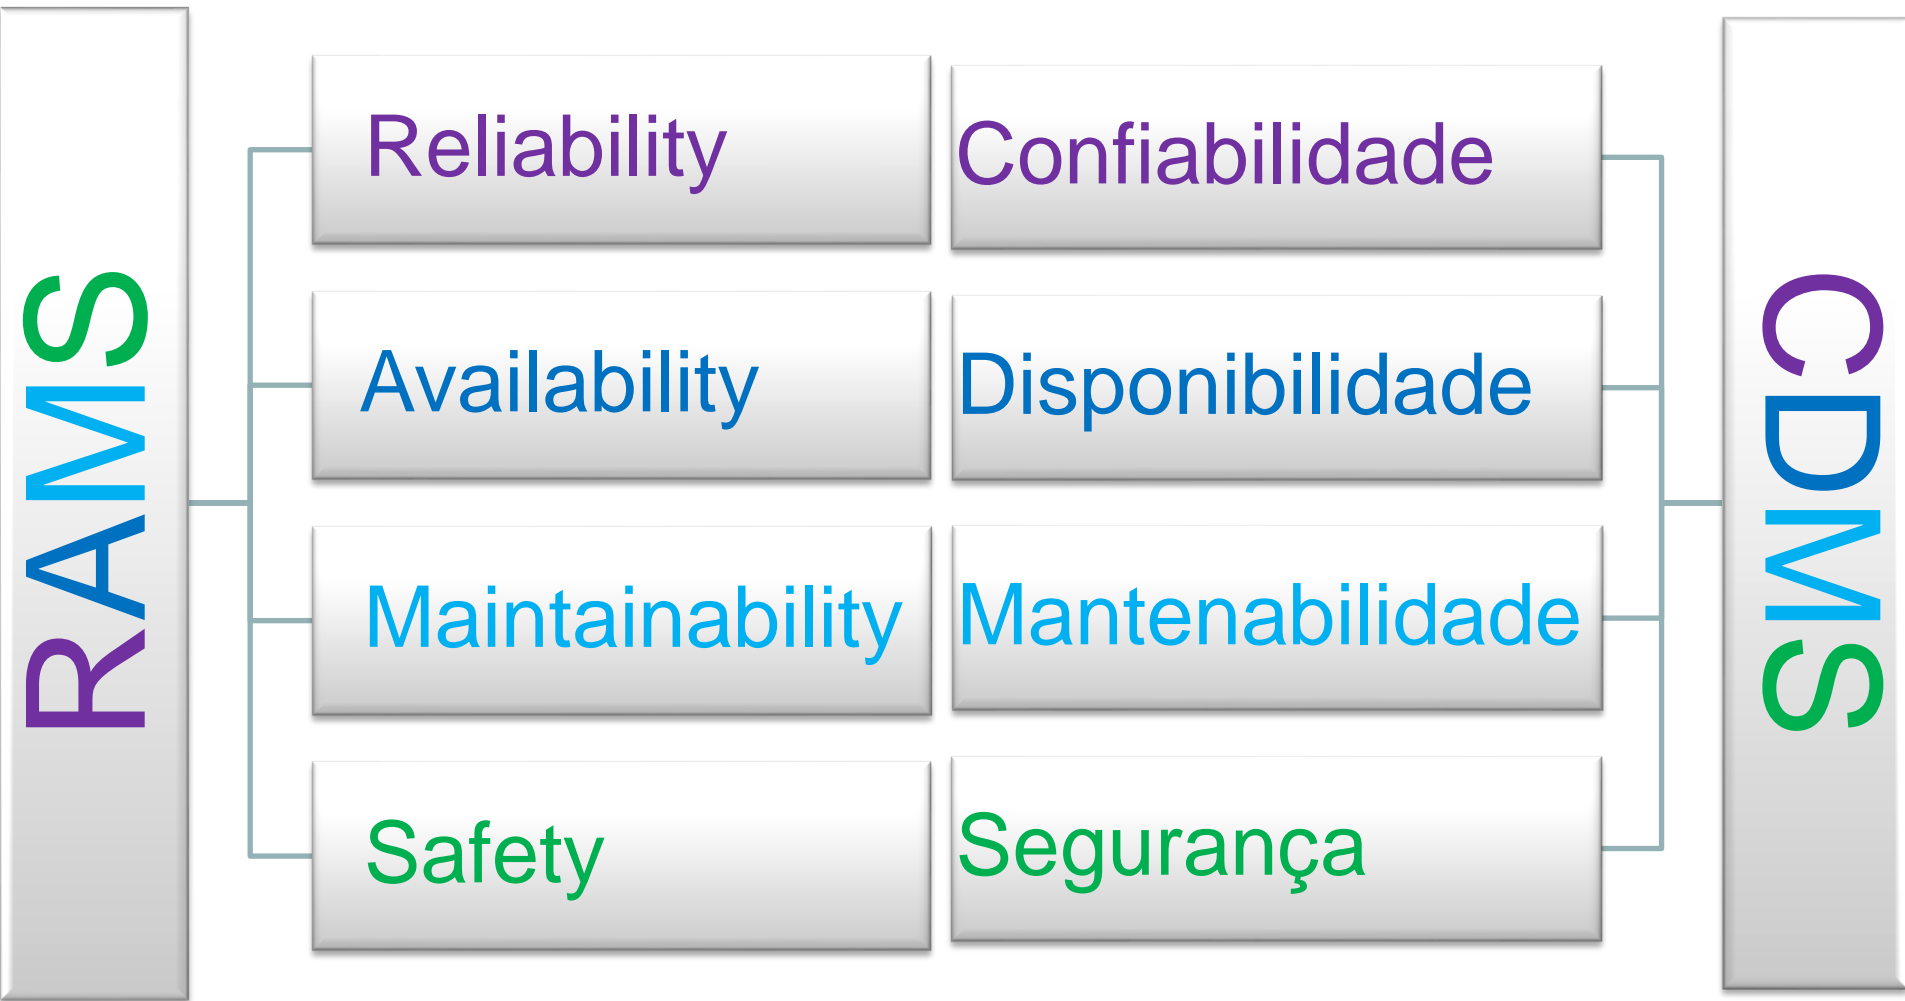 RAMS
Reliability
Availability
Maintainability
Safety
Confiabilidade
Disponibilidade
Mantenabilidade
Segurança
CDMS